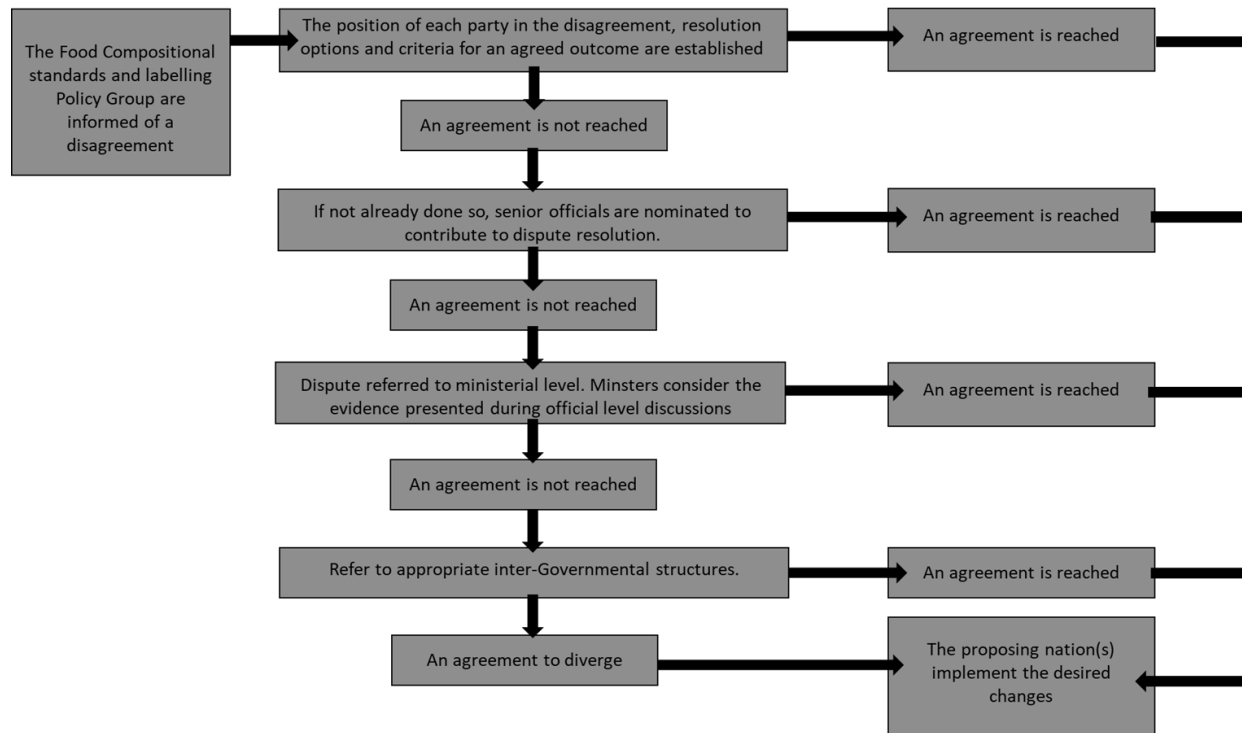 The Food Compositional
standards and labelling
Policy Group are
informed of a
disagreement
The position of each party in the disagreement, resolution
options and criteria for an agreed outcome are established
An agreement is reached
An agreement is not reached
If not already done so, senior officials are nominated to
contribute to dispute resolution.
An agreement is reached
An agreement is not reached
Dispute referred to ministerial level. Minsters consider the
evidence presented during official level discussions
An agreement is reached
An agreement is not reached
Refer to appropriate inter-Governmental structures.
An agreement is reached
An agreement to diverge
The proposing nation(s)
implement the desired
changes